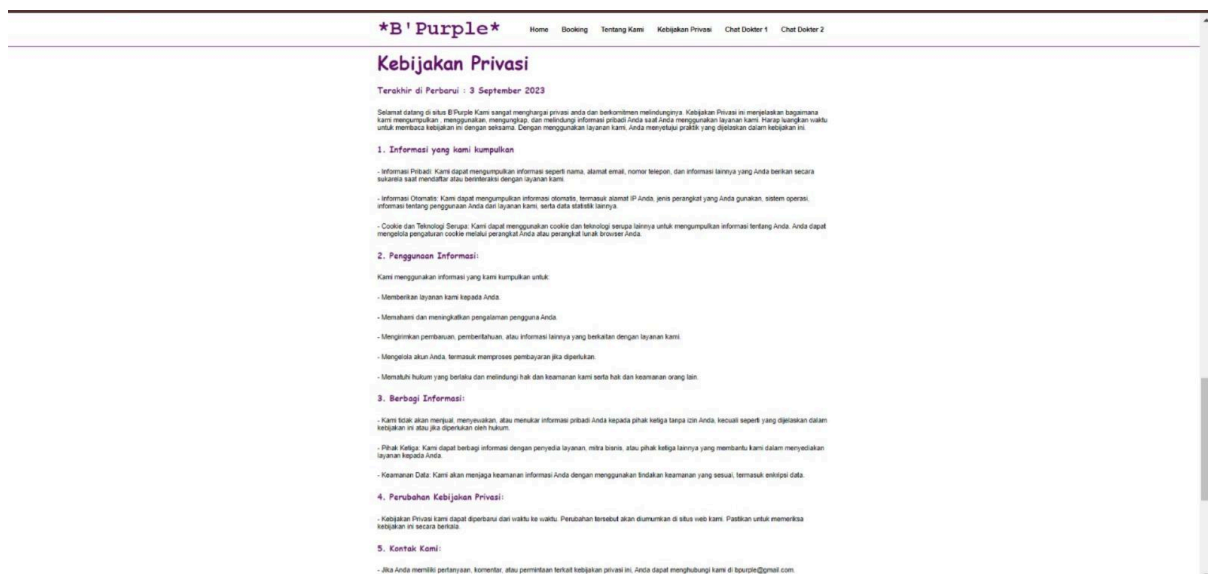 *B'Purple*
Home Booking Tentang Kami Kebijakan Privasi Chat Dokter 1 Chat Dokter 2
Kebijakan Privasi
Terakhir di Perbarui : 3 September 2023
Selamat datang di situs B'Purple Kami sangat menghargai privasi anda dan berkomitmen melindunginya. Kebijakan Privasi ini menjelaskan bagaimana
kami mengumpulkan , menggunakan, mengungkap, dan melindungi informasi pribadi Anda saat Anda menggunakan layanan kami. Harap luangkan waktu
untuk membaca kebijakan ini dengan seksama. Dengan menggunakan layanan kami, Anda menyetujui praktik yang dijelaskan dalam kebijakan ini.
1. Informasi yang kami kumpulkan
- Informasi Pribadi: Kami dapat mengumpulkan informasi seperti nama, alamat email, nomor telepon, dan informasi lainnya yang Anda berikan secara
sukarela saat mendaftar atau berinteraksi dengan layanan kami.
- Informasi Otomatis: Kami dapat mengumpulkan informasi otomatis, termasuk alamat IP Anda, jenis perangkat yang Anda gunakan, sistem operasi,
informasi tentang penggunaan Anda dari layanan kami, serta data statistik lainnya.
- Cookie dan Teknologi Serupa: Kami dapat menggunakan cookie dan teknologi serupa lainnya untuk mengumpulkan informasi tentang Anda. Anda dapat
mengelola pengaturan cookie melalui perangkat Anda atau perangkat lunak browser Anda.
2. Penggunaan Informasi:
Kami menggunakan informasi yang kami kumpulkan untuk:
- Memberikan layanan kami kepada Anda.
- Memahami dan meningkatkan pengalaman pengguna Anda.
- Mengirimkan pembaruan, pemberitahuan, atau informasi lainnya yang berkaitan dengan layanan kami.
- Mengelola akun Anda, termasuk memproses pembayaran jika diperlukan.
- Mematuhi hukum yang berlaku dan melindungi hak dan keamanan kami serta hak dan keamanan orang lain.
3. Berbagi Informasi:
- Kami tidak akan menjual, menyewakan, atau menukar informasi pribadi Anda kepada pihak ketiga tanpa izin Anda, kecuali seperti yang dijelaskan dalam
kebijakan ini atau jika diperlukan oleh hukum.
- Pihak Ketiga: Kami dapat berbagi informasi dengan penyedia layanan, mitra bisnis, atau pihak ketiga lainnya yang membantu kami dalam menyediakan
layanan kepada Anda.
- Keamanan Data: Kami akan menjaga keamanan informasi Anda dengan menggunakan tindakan keamanan yang sesuai, termasuk enkripsi data.
4. Perubahan Kebijakan Privasi:
- Kebijakan Privasi kami dapat diperbarui dari waktu ke waktu. Perubahan tersebut akan diumumkan di situs web kami. Pastikan untuk memeriksa
kebijakan ini secara berkala.
5. Kontak Kami:
- Jika Anda memiliki pertanyaan, komentar, atau permintaan terkait kebijakan privasi ini, Anda dapat menghubungi kami di bpurple@gmail.com.